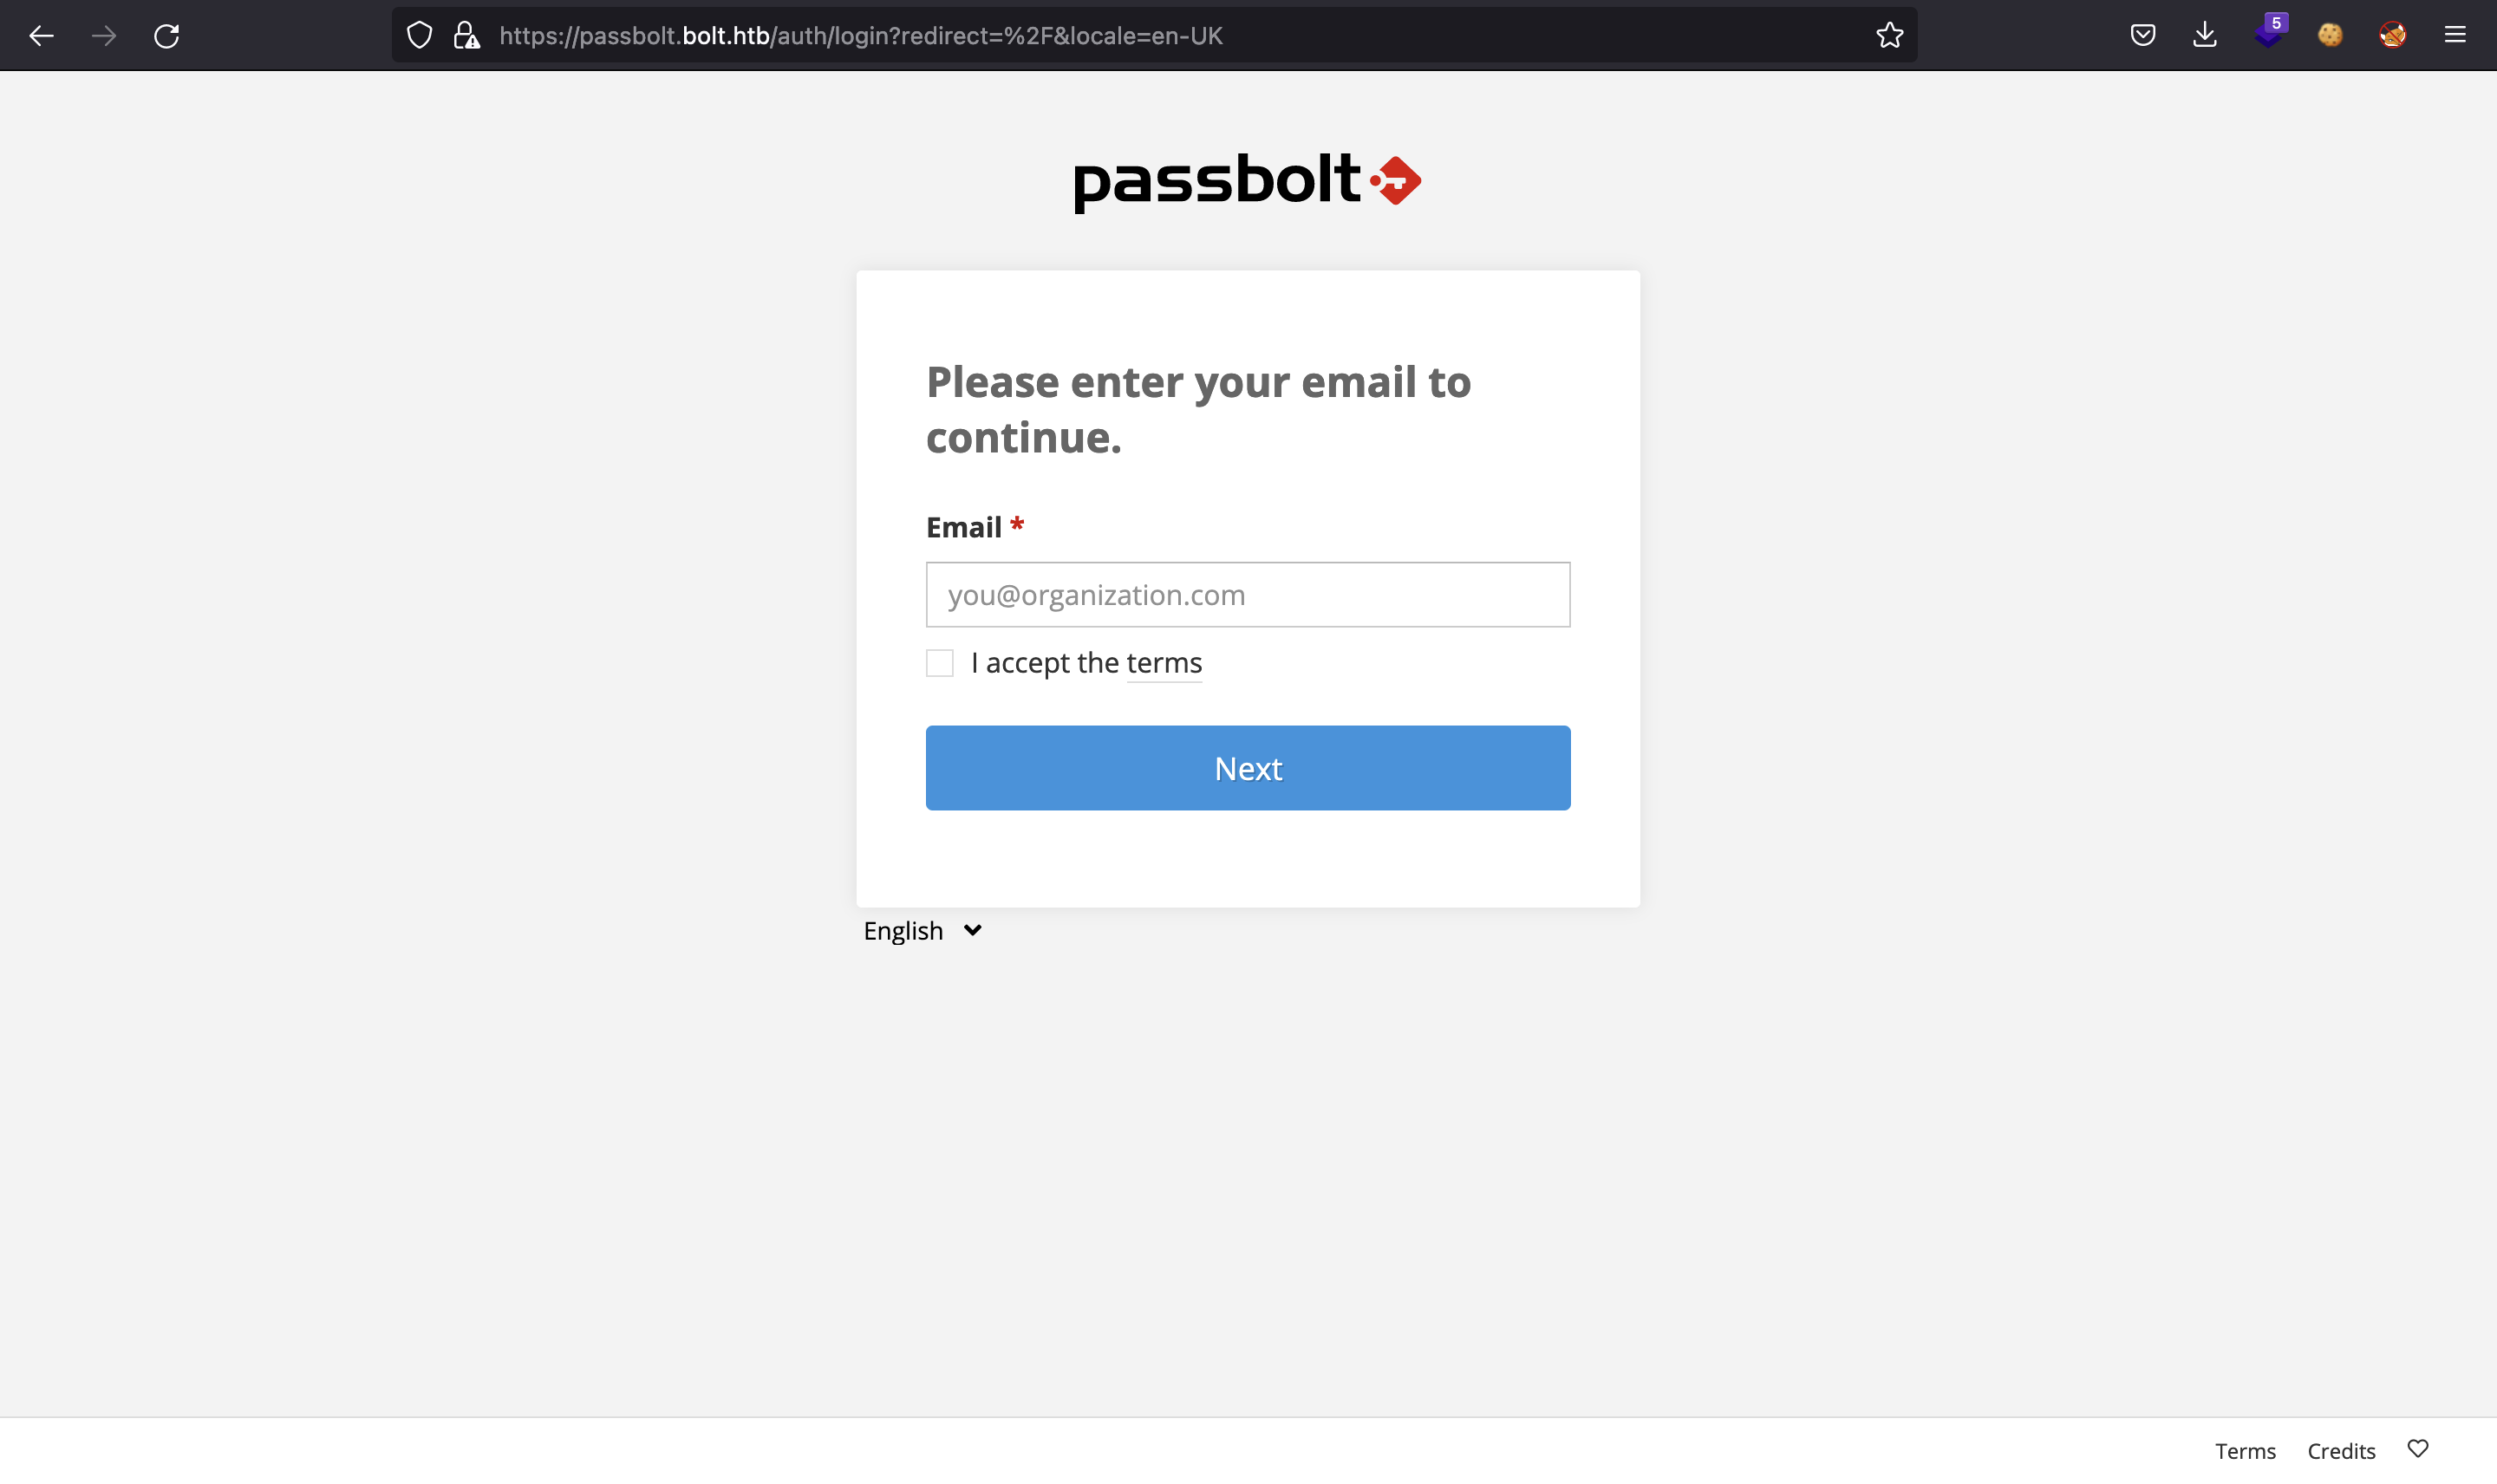 5
https://passbolt.bolt.htb/auth/login?redirect=%2F&locale=en-UK
passbolt
Please enter your email to
continue.
Email *
you@organization.com
I accept the terms
Next
English
Terms Credits